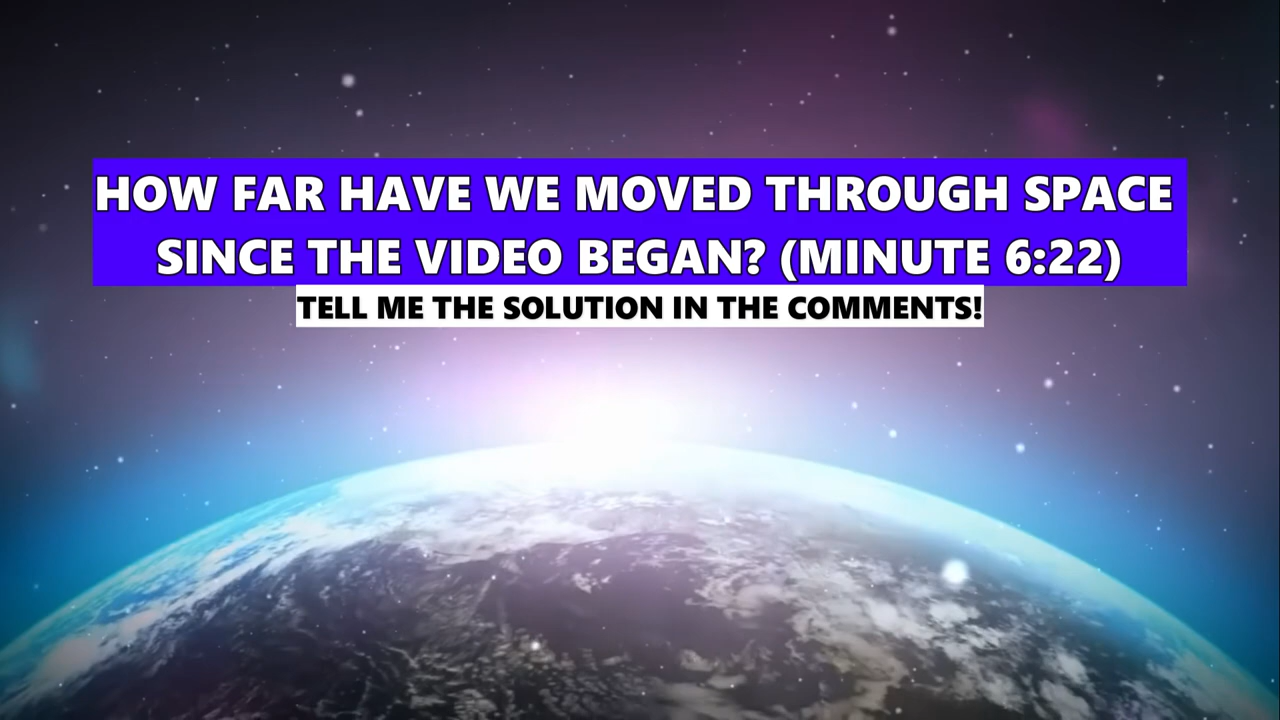 HOW FAR HAVE WE MOVED THROUGH SPACE
SINCE THE VIDEO BEGAN? (MINUTE 6:22)
TELL ME THE SOLUTION IN THE COMMENTS!